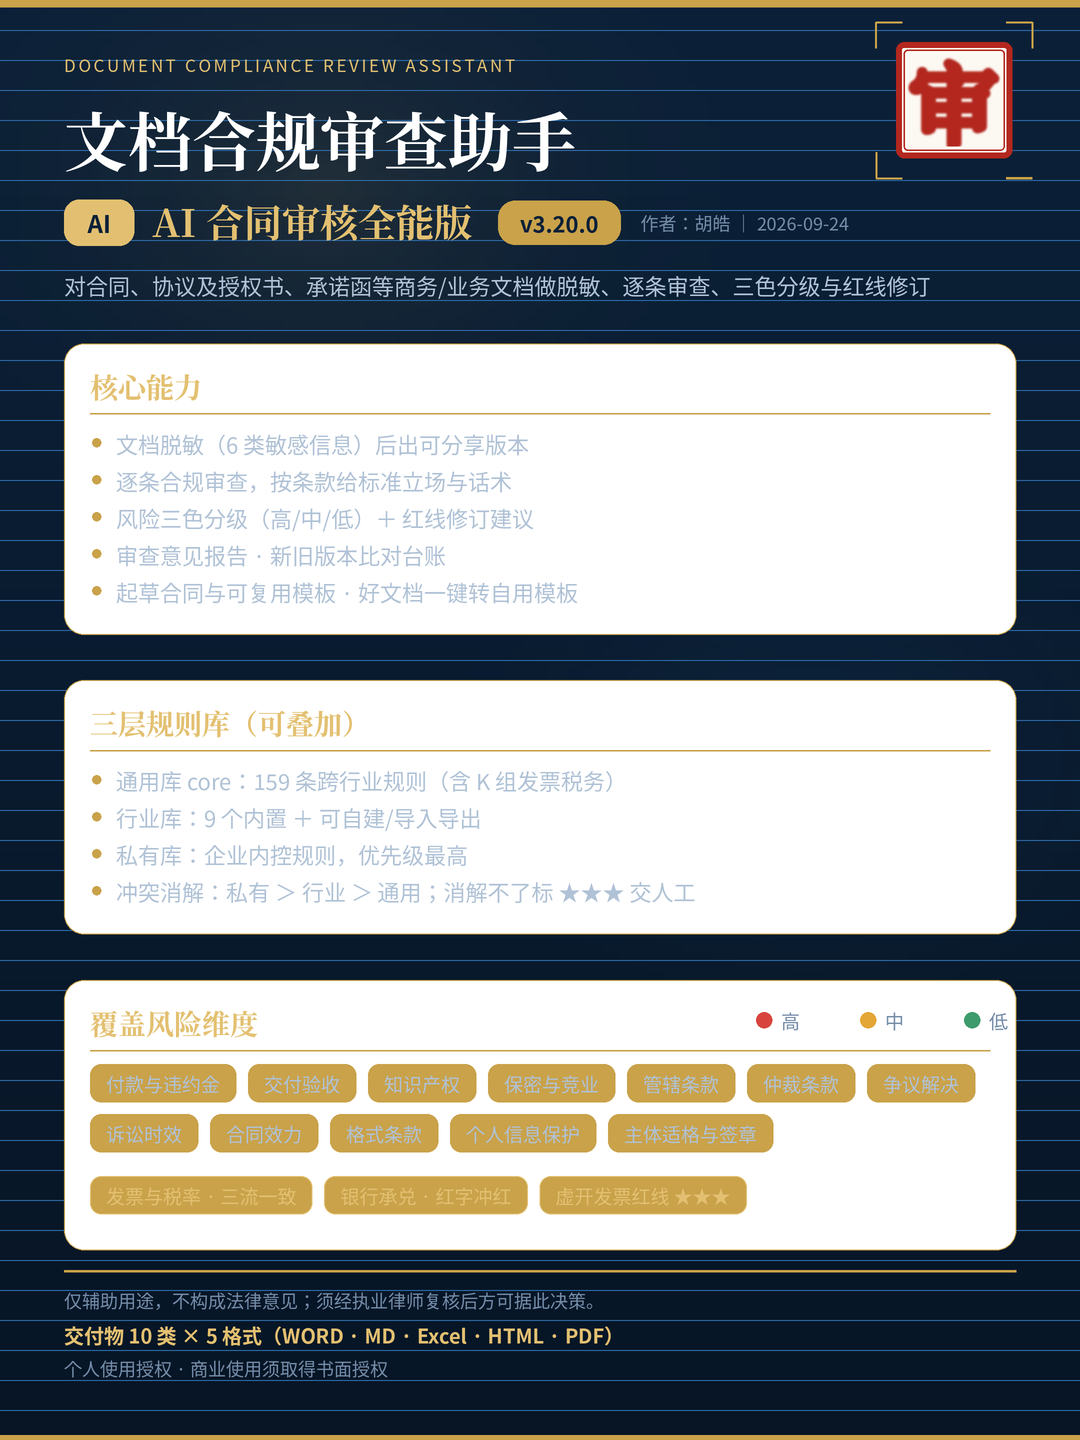 DOCUMENT COMPLIANCE REVIEW ASSISTANT
审
文档合规审查助手
AI AI 合同审核全能版 v3.20.0 作者：胡皓 | 2026-09-24
对合同、协议及授权书、承诺函等商务/业务文档做脱敏、逐条审查、三色分级与红线修订
核心能力
文档脱敏（6 类敏感信息）后出可分享版本
逐条合规审查，按条款给标准立场与话术
风险三色分级（高/中/低）＋ 红线修订建议
审查意见报告 · 新旧版本比对台账
起草合同与可复用模板 · 好文档一键转自用模板
三层规则库（可叠加）
通用库 core：159 条跨行业规则（含 K 组发票税务）
行业库：9 个内置 ＋ 可自建/导入导出
私有库：企业内控规则，优先级最高
冲突消解：私有 ＞ 行业 ＞ 通用；消解不了标 ★★★ 交人工
覆盖风险维度 高 中 低
付款与违约金 交付验收 知识产权 保密与竞业 管辖条款 仲裁条款 争议解决
诉讼时效 合同效力 格式条款 个人信息保护 主体适格与签章
发票与税率 · 三流一致 银行承兑 · 红字冲红 虚开发票红线 ★★★
仅辅助用途，不构成法律意见；须经执业律师复核后方可据此决策。
交付物 10 类 × 5 格式（WORD · MD · Excel · HTML · PDF）
个人使用授权 · 商业使用须取得书面授权